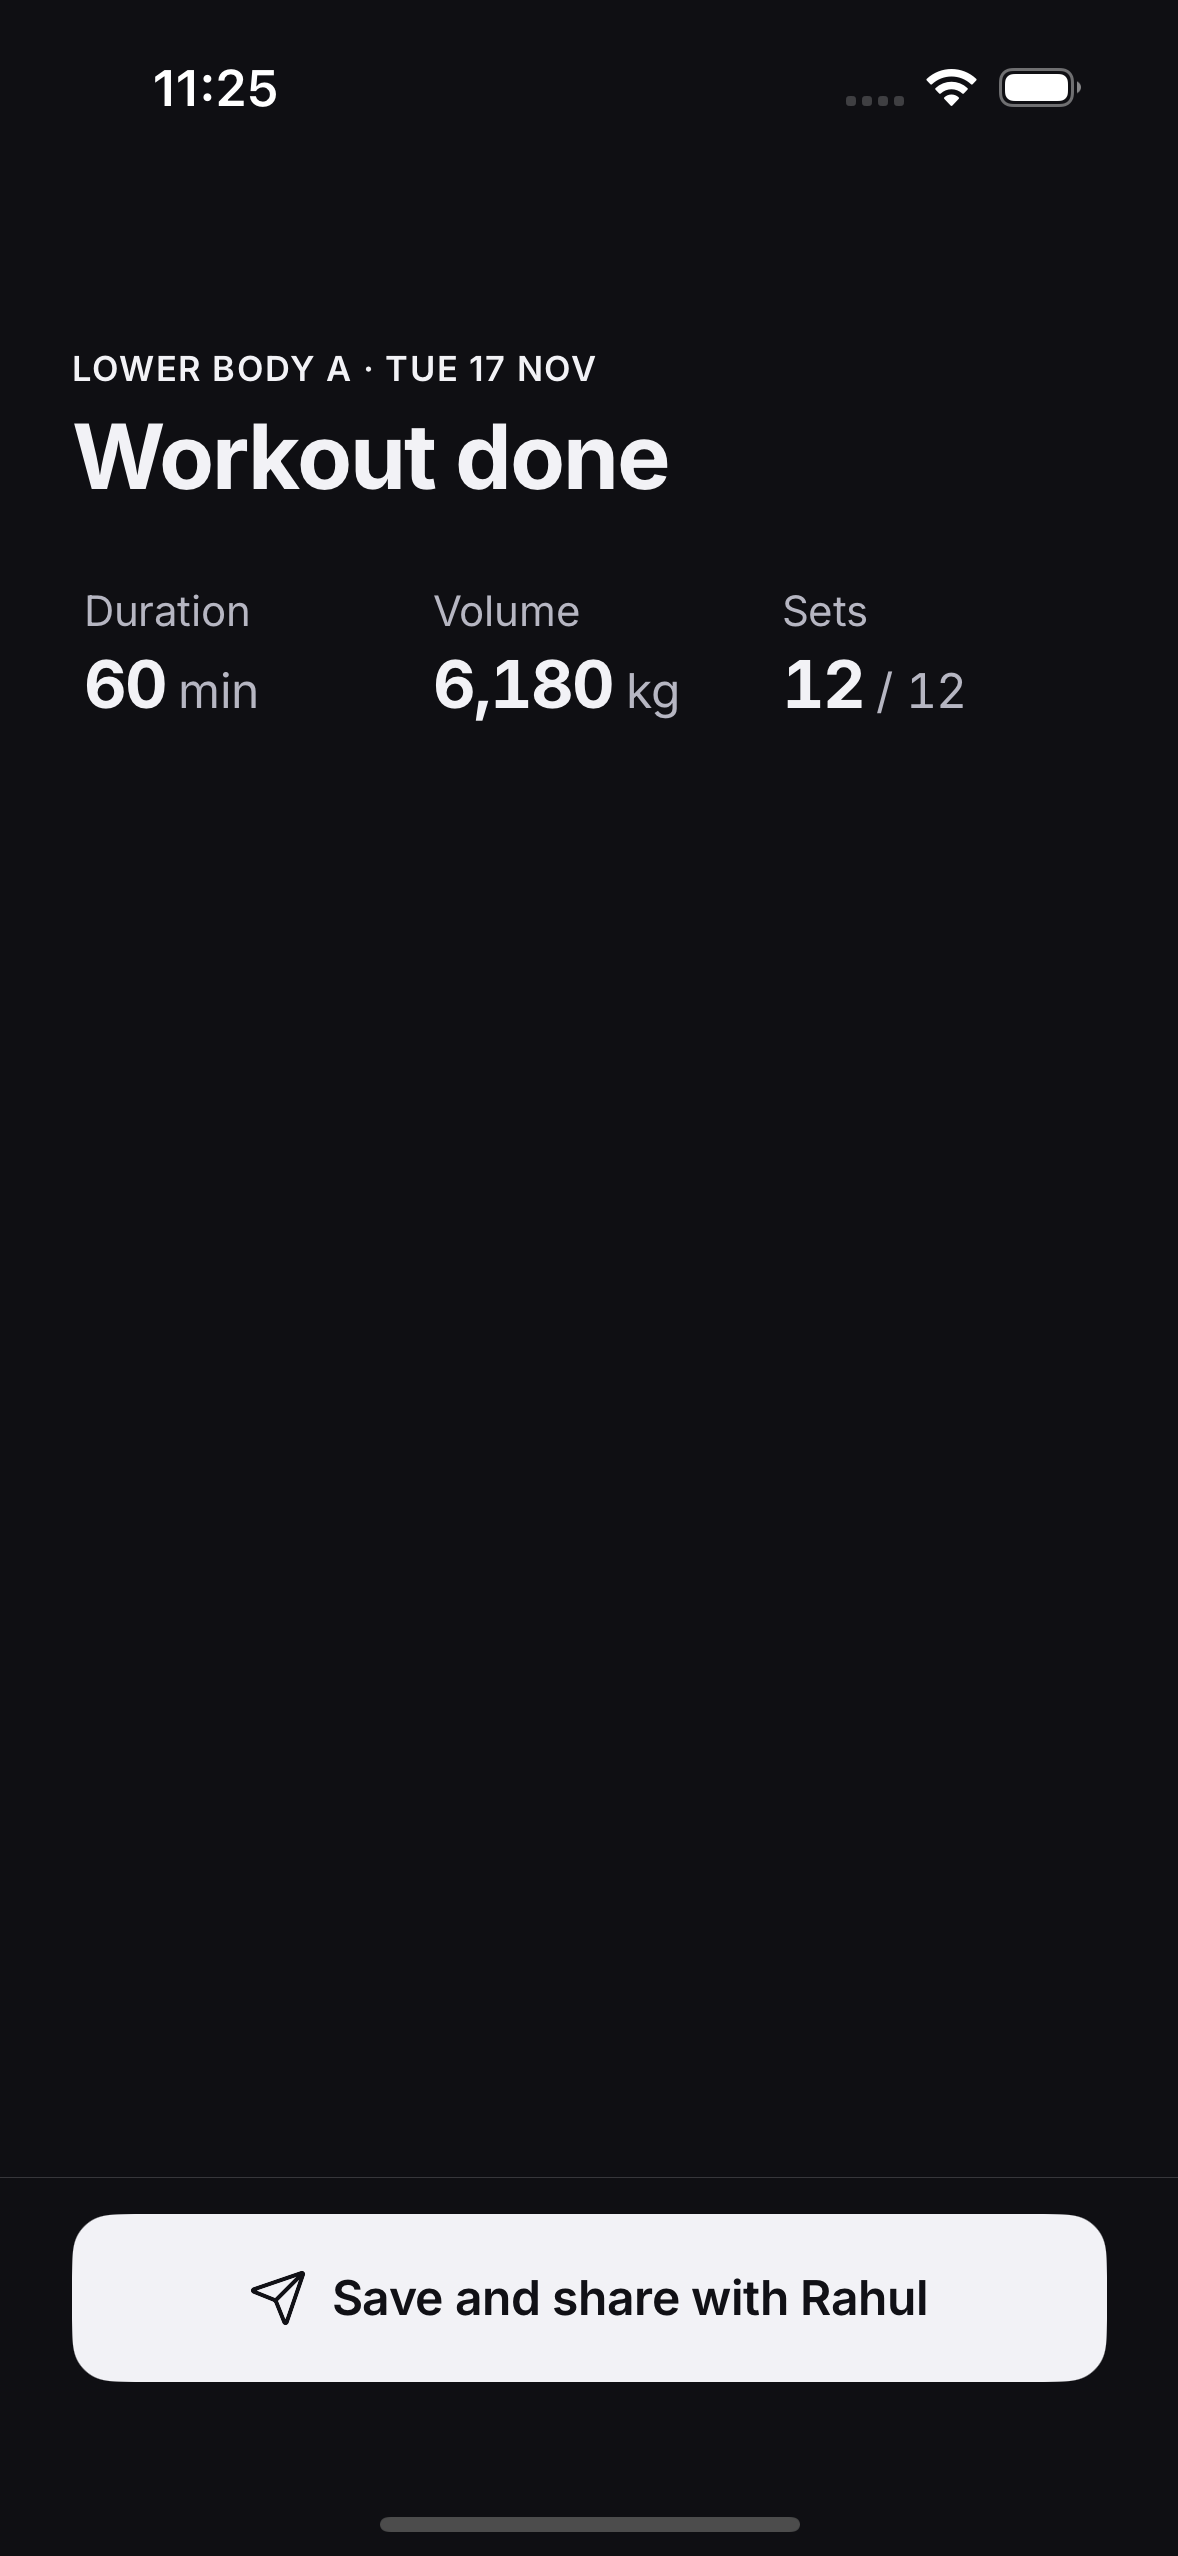 11:25
LOWER BODY A · TUE 17 NOV
Workout done
Duration Volume Sets
60 min 6,180 kg 12 / 12
Save and share with Rahul